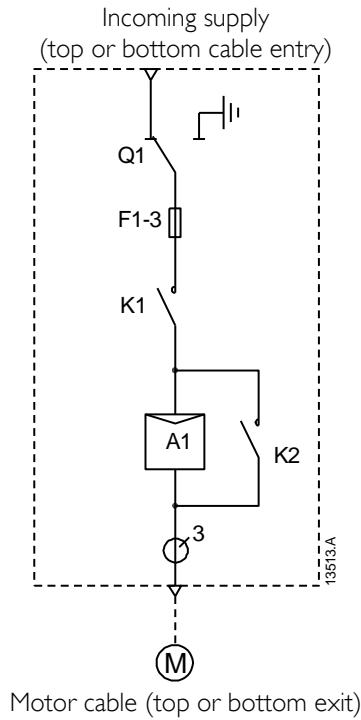 Incoming supply
(top or bottom cable entry)
Q1
F1-3
K1
A1
K2
3
13513.A
M
Motor cable (top or bottom exit)